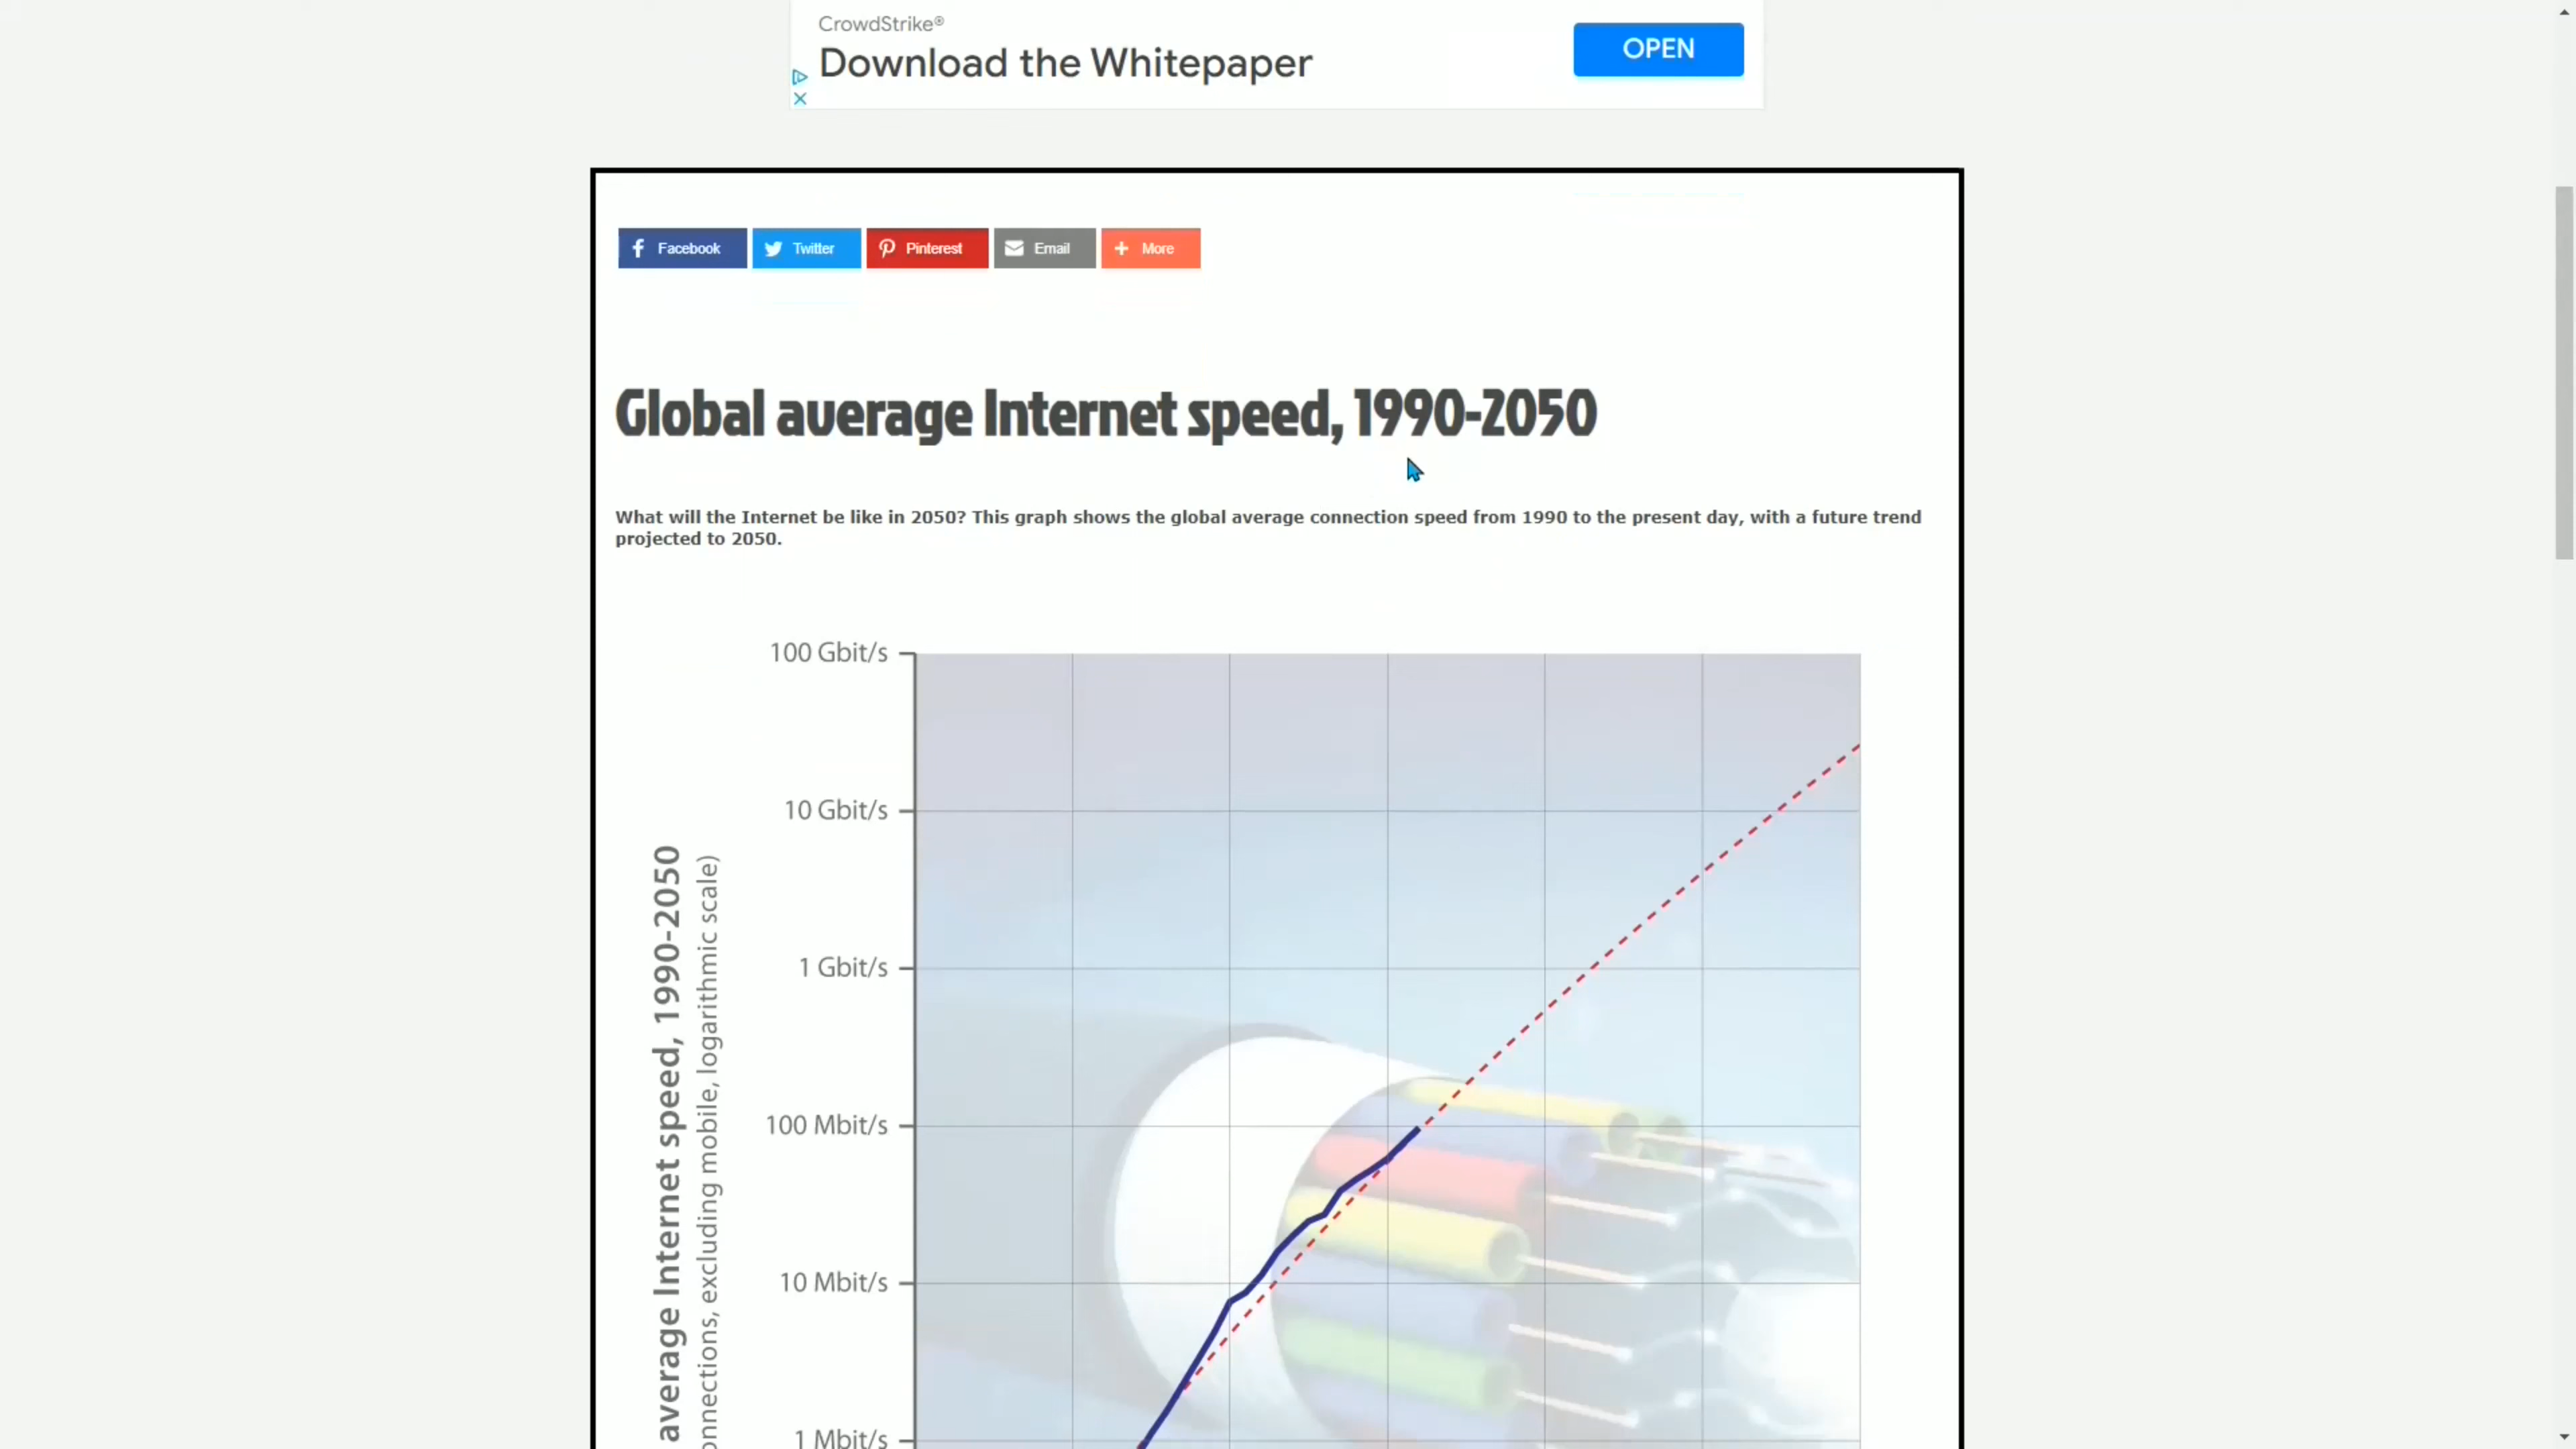 CrowdStrike®
Download the Whitepaper
OPEN
Facebook
Twitter
Pinterest
Email
More
Global average Internet speed, 1990-2050
What will the Internet be like in 2050? This graph shows the global average connection speed from 1990 to the present day, with a future trend
projected to 2050.
100 Gbit/s
10 Gbit/s
1 Gbit/s
100 Mbit/s
10 Mbit/s
1 Mbit/s
average Internet speed, 1990-2050
onnections, excluding mobile, logarithmic scale)